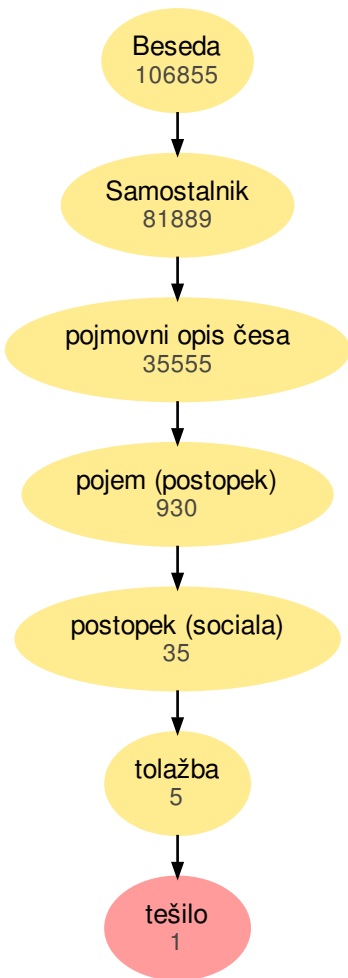 Beseda
106855
Samostalnik
81889
pojmovni opis česa
35555
pojem (postopek)
930
postopek (sociala)
35
tolažba
5
tešilo
1